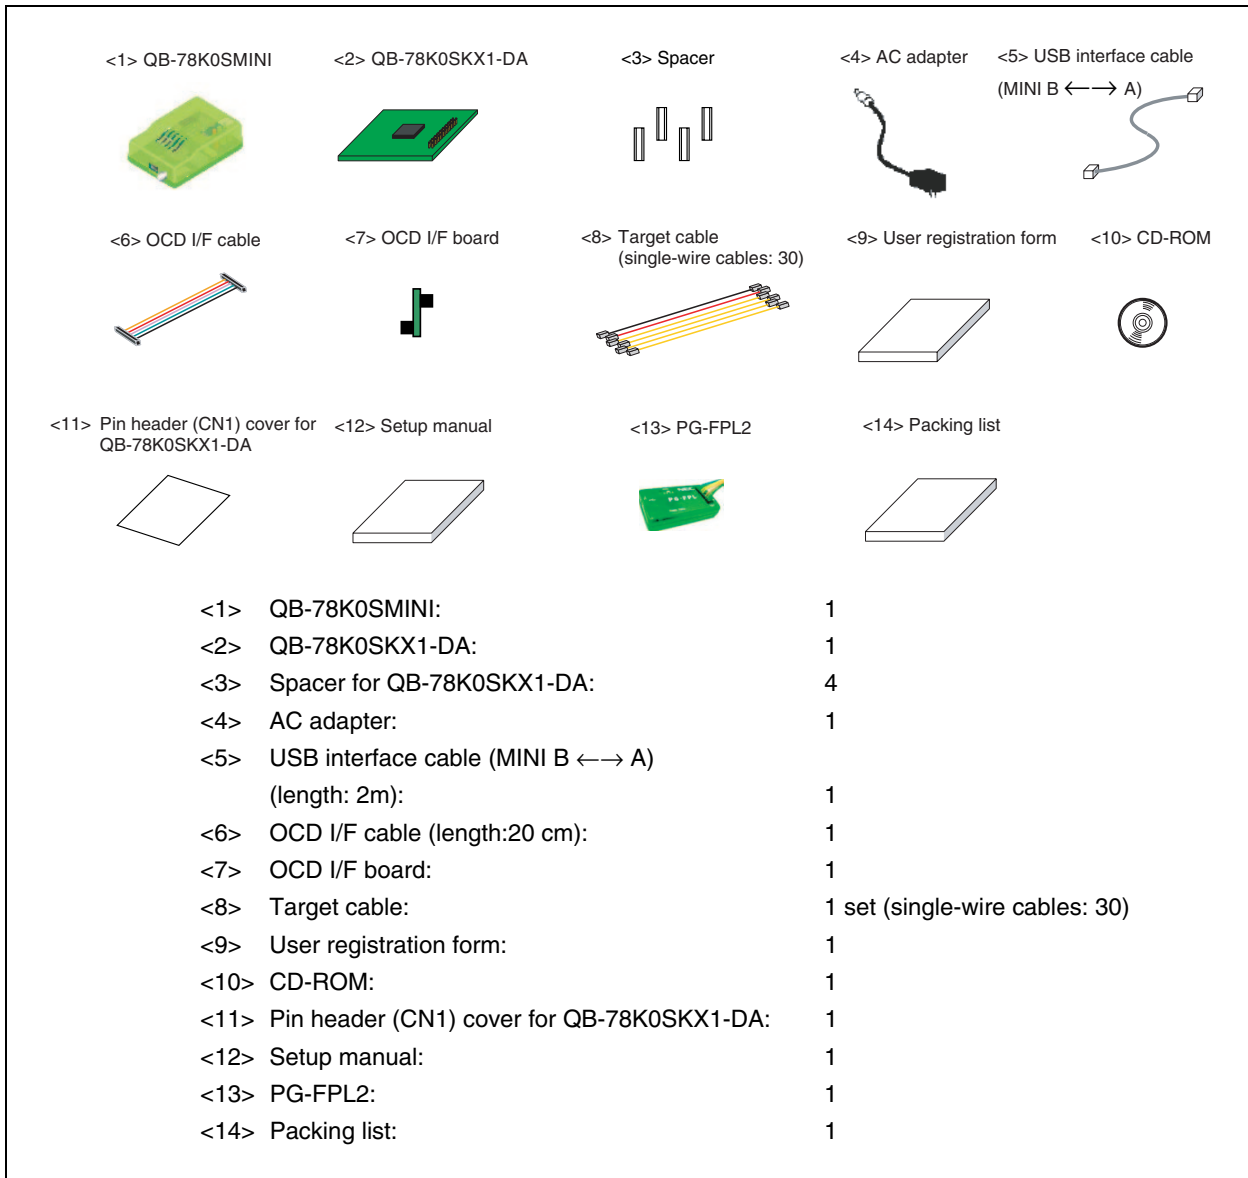 <1> QB-78K0SMINI
<2> QB-78K0SKX1-DA
<3> Spacer
<4> AC adapter
<5> USB interface cable
(MINI B ←→ A)
<6> OCD I/F cable
<7> OCD I/F board
<8> Target cable
(single-wire cables: 30)
<9> User registration form
<10> CD-ROM
<11> Pin header (CN1) cover for
QB-78K0SKX1-DA
<12> Setup manual
<13> PG-FPL2
<14> Packing list
PG-FPL
<1> QB-78K0SMINI: 1
<2> QB-78K0SKX1-DA: 1
<3> Spacer for QB-78K0SKX1-DA: 4
<4> AC adapter: 1
<5> USB interface cable (MINI B ←→ A)
(length: 2m): 1
<6> OCD I/F cable (length:20 cm): 1
<7> OCD I/F board: 1
<8> Target cable: 1 set (single-wire cables: 30)
<9> User registration form: 1
<10> CD-ROM: 1
<11> Pin header (CN1) cover for QB-78K0SKX1-DA: 1
<12> Setup manual: 1
<13> PG-FPL2: 1
<14> Packing list: 1